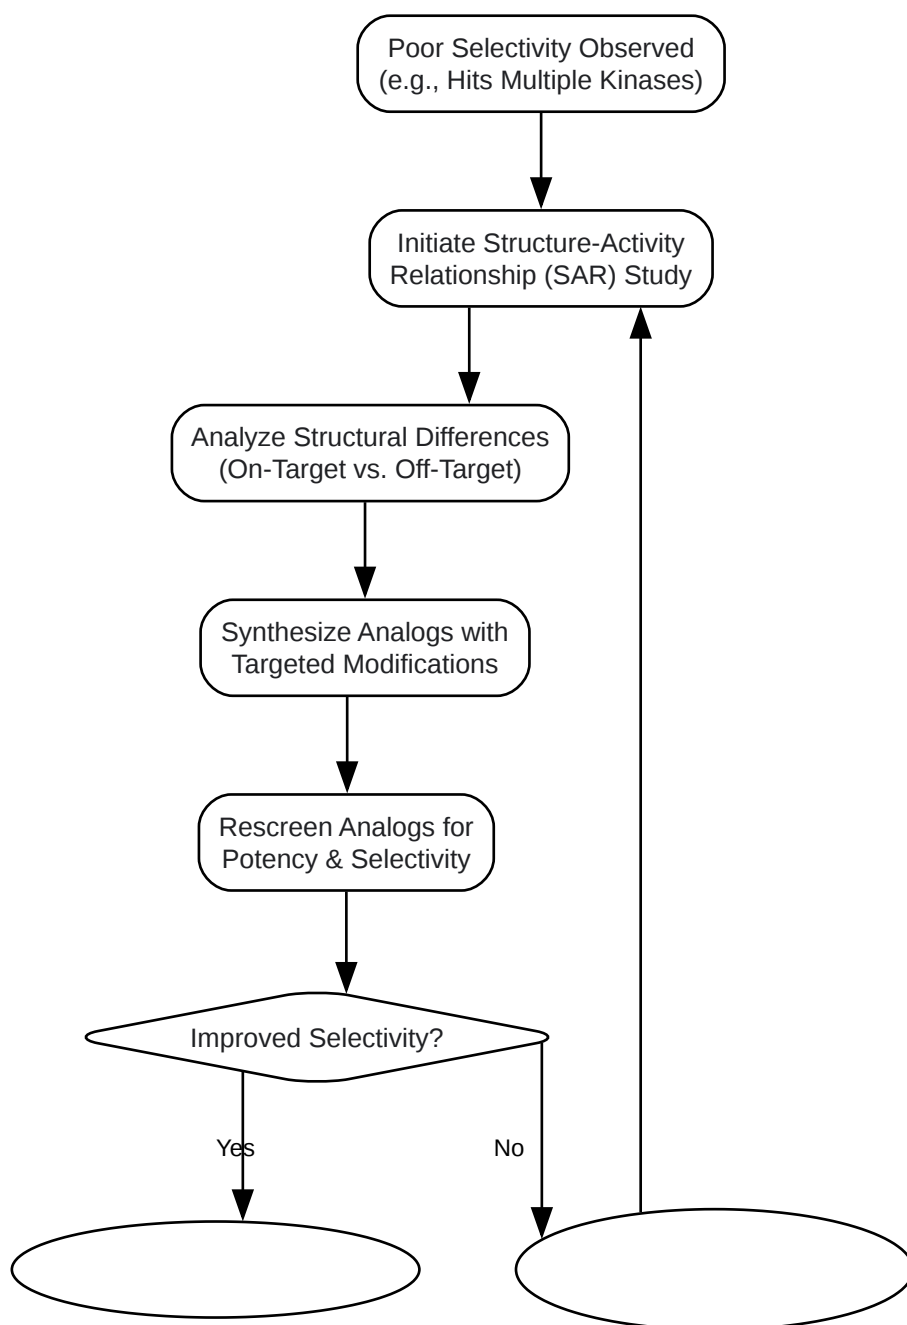 Poor Selectivity Observed
(e.g., Hits Multiple Kinases)
Initiate Structure-Activity
Relationship (SAR) Study
Analyze Structural Differences
(On-Target vs. Off-Target)
Synthesize Analogs with
Targeted Modifications
Rescreen Analogs for
Potency & Selectivity
Improved Selectivity?
Yes
No